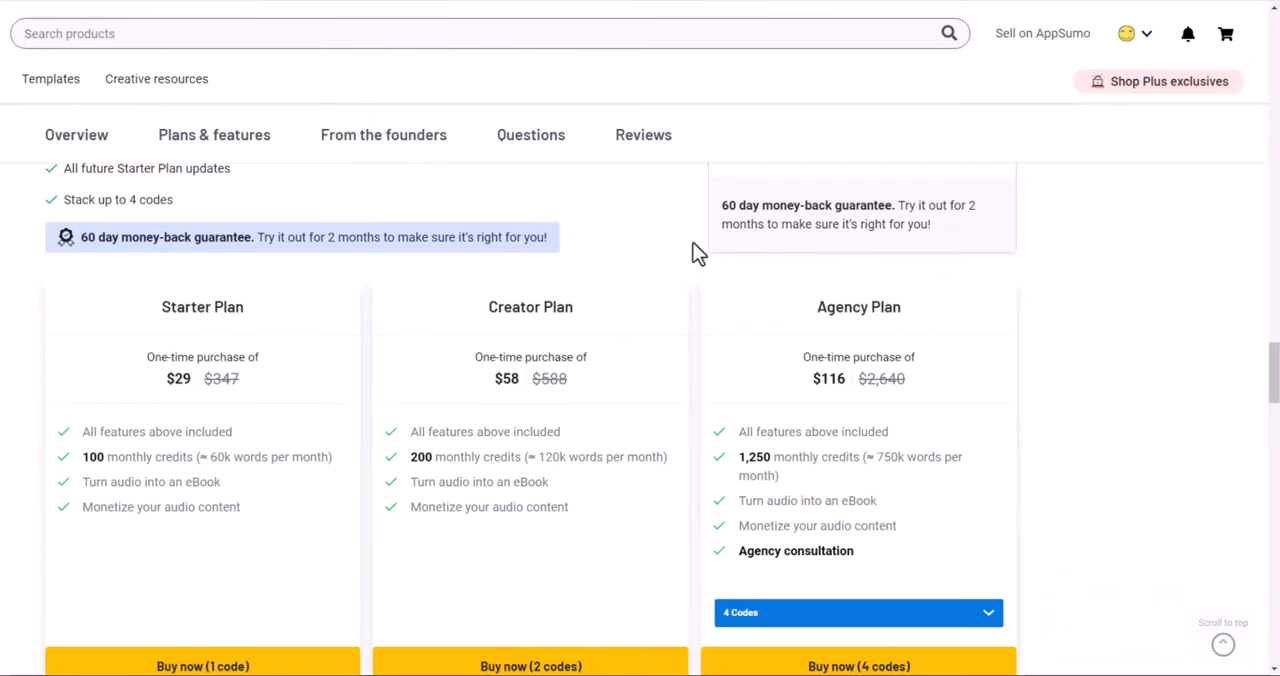 Search products
Sell on AppSumo
Templates
Creative resources
Shop Plus exclusives
Overview
Plans & features
From the founders
Questions
Reviews
All future Starter Plan updates
Stack up to 4 codes
60 day money-back guarantee. Try it out for 2 months to make sure it's right for you!
60 day money-back guarantee. Try it out for 2
months to make sure it's right for you!
Starter Plan
One-time purchase of
$29 $347
All features above included
100 monthly credits (≈ 60k words per month)
Turn audio into an eBook
Monetize your audio content
Buy now (1 code)
Creator Plan
One-time purchase of
$58 $588
All features above included
200 monthly credits (≈ 120k words per month)
Turn audio into an eBook
Monetize your audio content
Buy now (2 codes)
Agency Plan
One-time purchase of
$116 $2,640
All features above included
1,250 monthly credits (≈ 750k words per
month)
Turn audio into an eBook
Monetize your audio content
Agency consultation
4 Codes
Buy now (4 codes)
Scroll to top